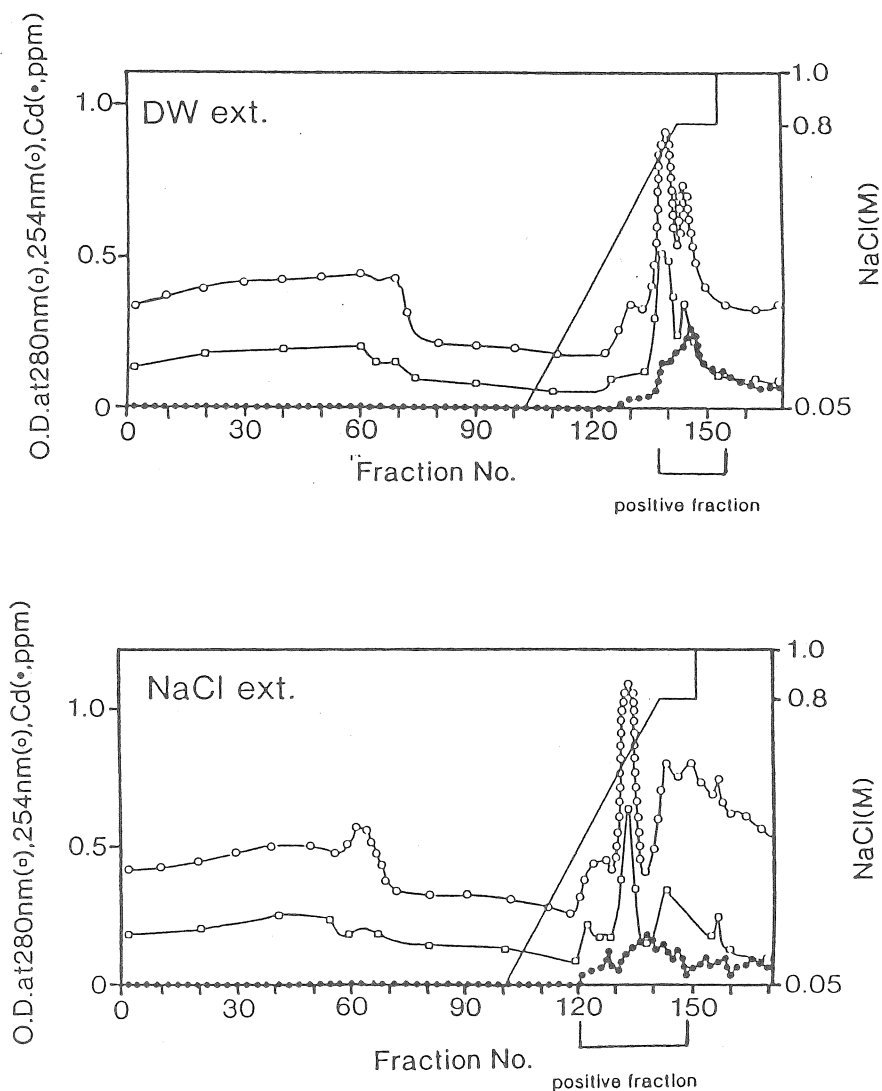 O.D.at280nm(▫),254nm(○),Cd(•,ppm)
DW ext.
1.0
0.5
0
1.0
0.8
0.05
NaCl(M)
0 30 60 90 120 150
Fraction No.
positive fraction
O.D.at280nm(▫),254nm(○),Cd(•,ppm)
NaCl ext.
1.0
0.5
0
1.0
0.8
0.05
NaCl(M)
0 30 60 90 120 150
Fraction No.
positive fraction